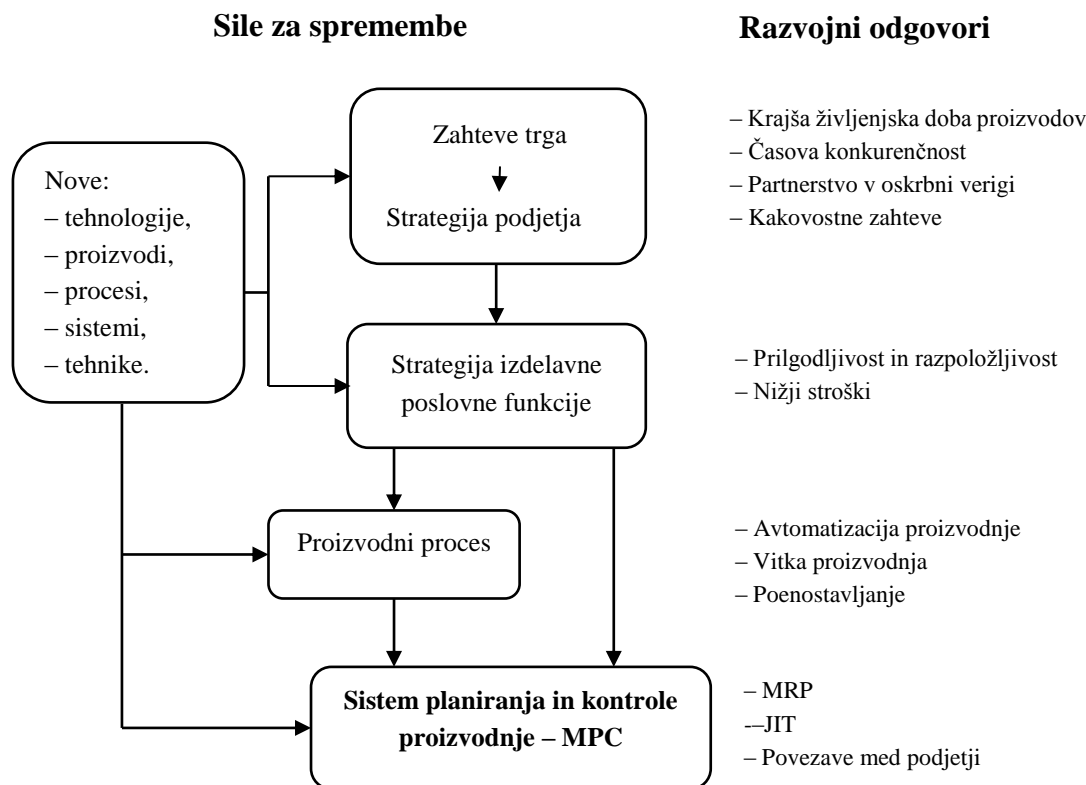 Sile za spremembe
Razvojni odgovori
Nove:
– tehnologije,
– proizvodi,
– procesi,
– sistemi,
– tehnike.
Zahteve trga
Strategija podjetja
– Krajša življenjska doba proizvodov
– Časova konkurenčnost
– Partnerstvo v oskrbni verigi
– Kakovostne zahteve
Strategija izdelavne
poslovne funkcije
– Prilgodljivost in razpoložljivost
– Nižji stroški
Proizvodni proces
– Avtomatizacija proizvodnje
– Vitka proizvodnja
– Poenostavljanje
Sistem planiranja in kontrole
proizvodnje – MPC
– MRP
-–JIT
– Povezave med podjetji